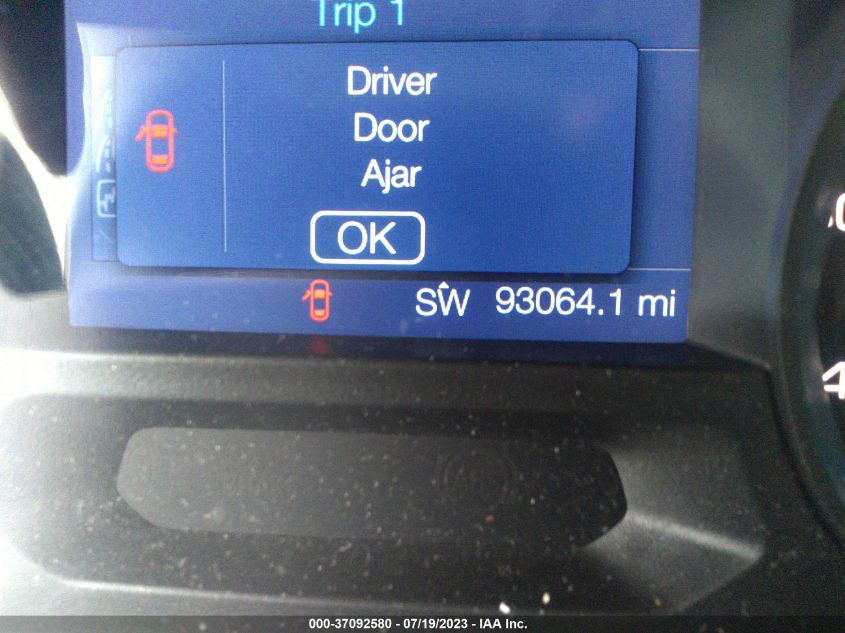 Trip 1
Driver
Door
Ajar
OK
SW 93064.1 mi
000-37092580 - 07/19/2023 - IAA Inc.